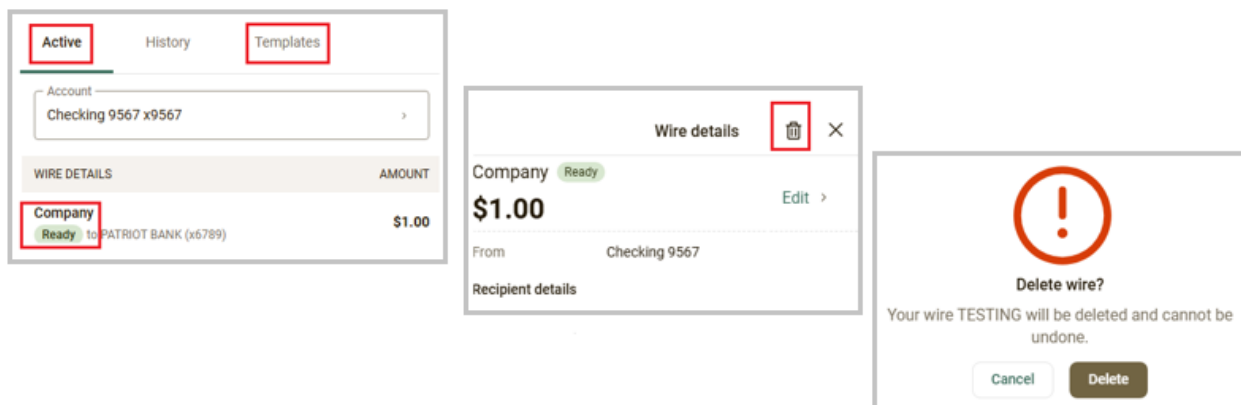 Active History Templates
Account
Checking 9567 x9567
WIRE DETAILS AMOUNT
Company
$1.00
Ready to PATRIOT BANK (x6789)
Wire details
Company Ready
$1.00
Edit
From Checking 9567
Recipient details
Delete wire?
Your wire TESTING will be deleted and cannot be
undone.
Cancel Delete